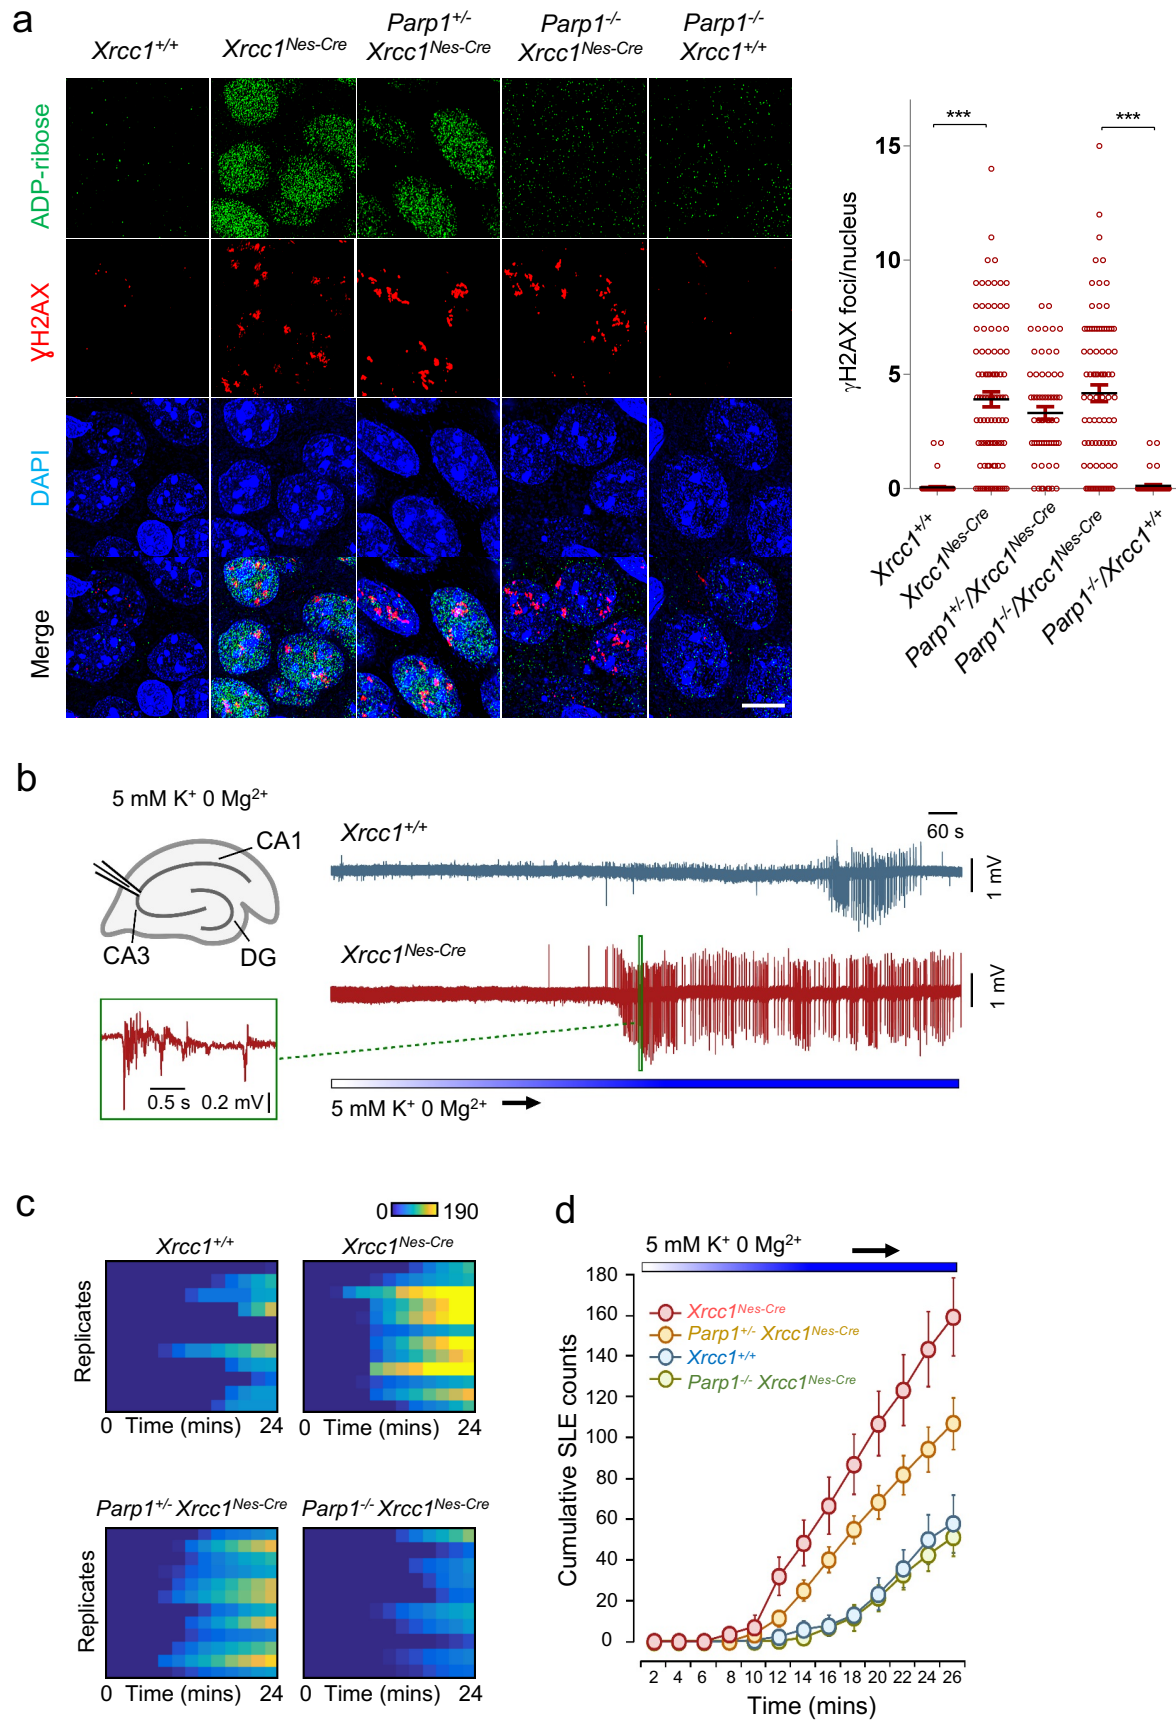 a
Xrcc1+/+
Xrcc1Nes-Cre
Parp1+/-
Xrcc1Nes-Cre
Parp1-/-
Xrcc1Nes-Cre
Parp1-/-
Xrcc1+/+
ADP-ribose
ɣH2AX
DAPI
Merge
γH2AX foci/nucleus
***
***
15
10
5
0
Xrcc1+/+
Xrcc1Nes-Cre
Parp1+/-/Xrcc1Nes-Cre
Parp1-/-/Xrcc1Nes-Cre
Parp1-/-/Xrcc1+/+
b
5 mM K+ 0 Mg2+
CA1
CA3
DG
Xrcc1+/+
60 s
1 mV
Xrcc1Nes-Cre
1 mV
0.5 s 0.2 mV
5 mM K+ 0 Mg2+
c
0 190
Xrcc1+/+
Xrcc1Nes-Cre
Replicates
0 Time (mins) 24
0 Time (mins) 24
Parp1+/- Xrcc1Nes-Cre
Parp1-/- Xrcc1Nes-Cre
Replicates
0 Time (mins) 24
0 Time (mins) 24
d
5 mM K+ 0 Mg2+
Cumulative SLE counts
180
160
140
120
100
80
60
40
20
0
Xrcc1Nes-Cre
Parp1+/- Xrcc1Nes-Cre
Xrcc1+/+
Parp1-/- Xrcc1Nes-Cre
2 4 6 8 10 12 14 16 18 20 22 24 26
Time (mins)